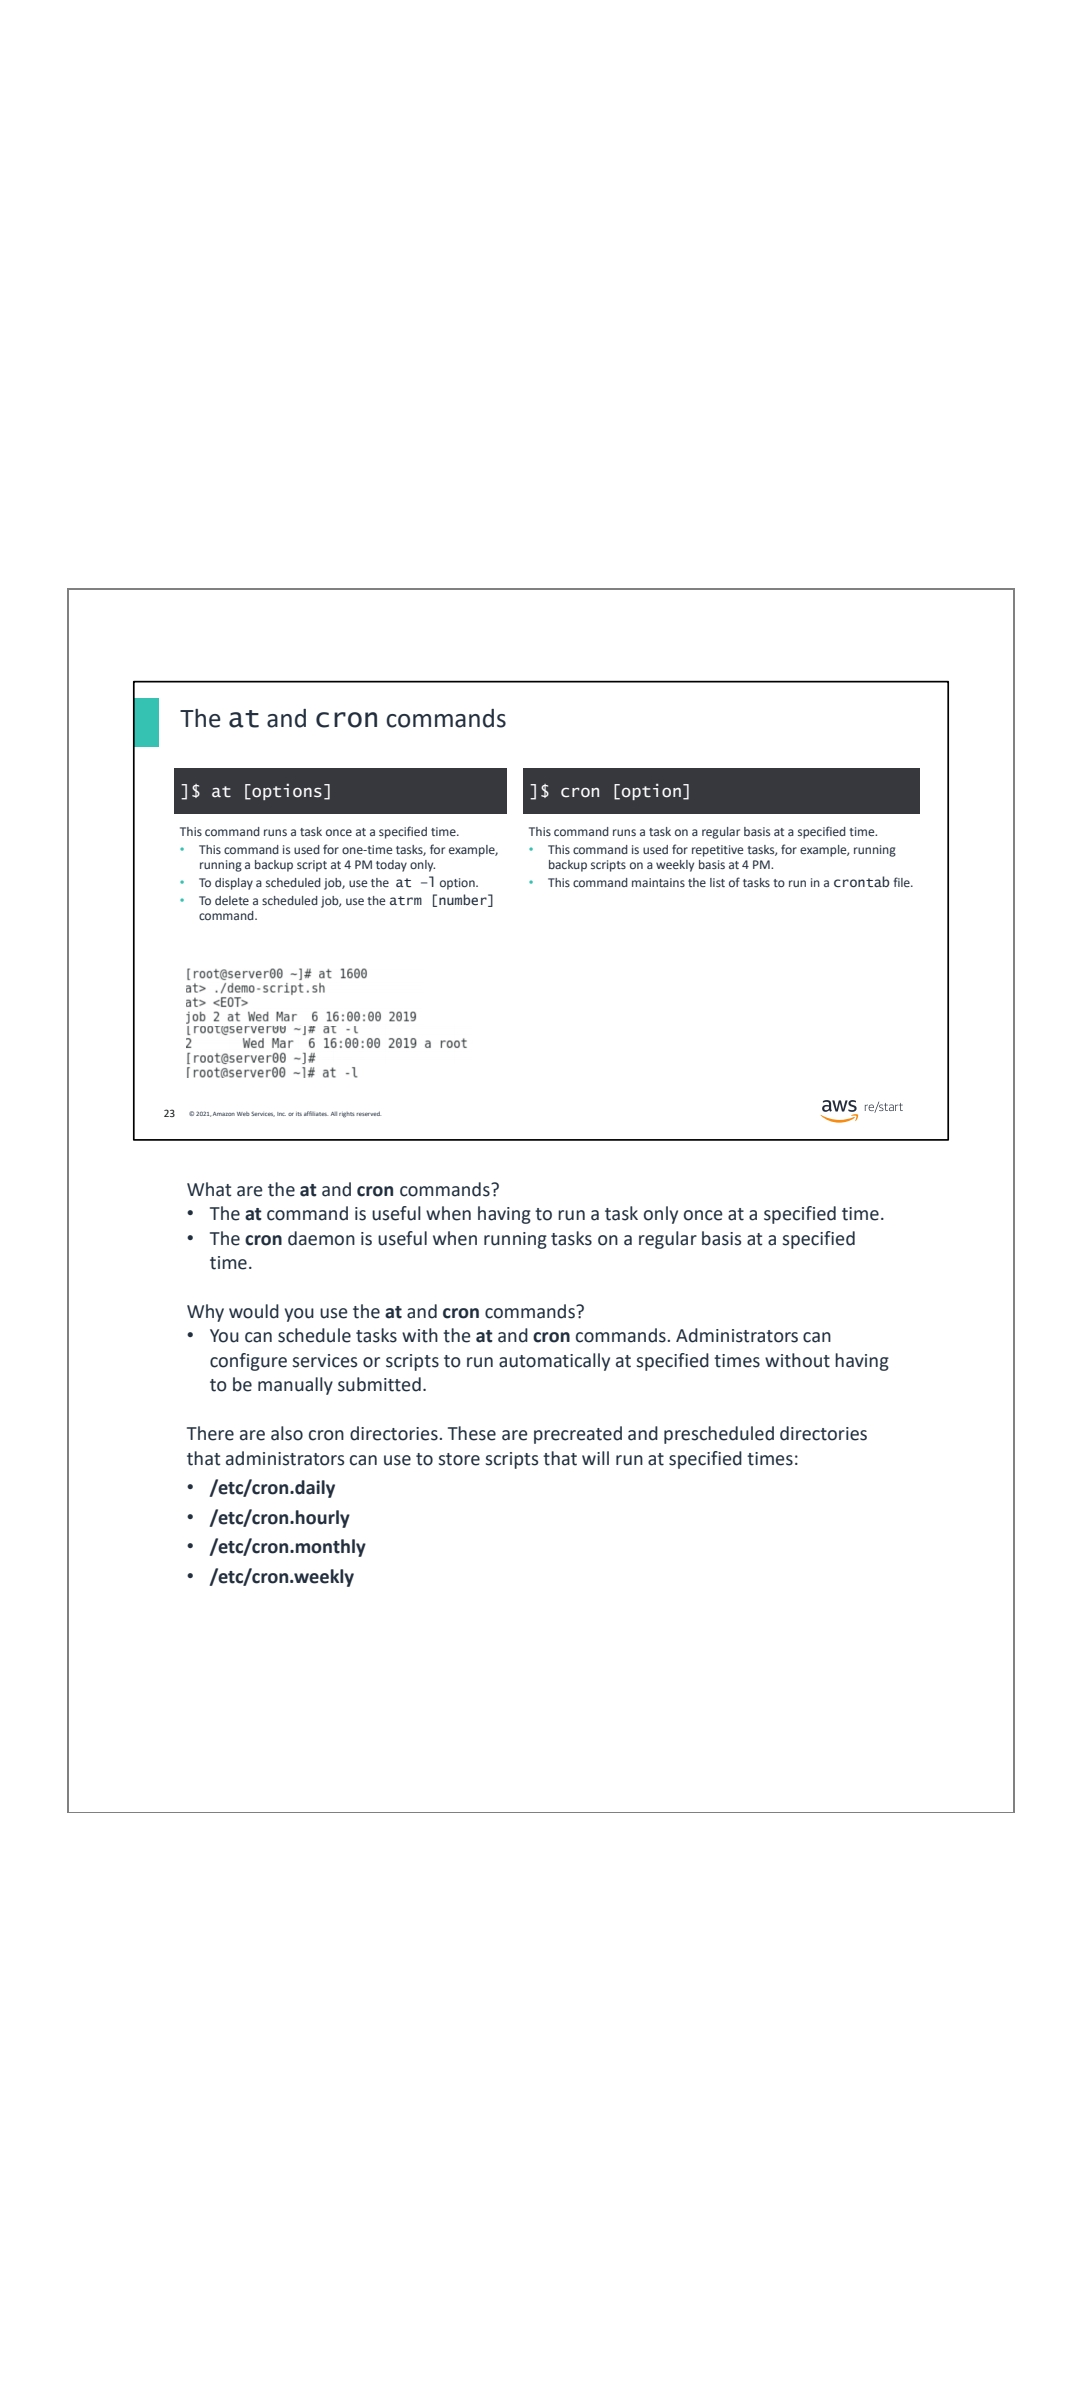 The at and cron commands
]$ at [options]
This command runs a task once at a specified time.
• This command is used for one-time tasks, for example,
running a backup script at 4 PM today only.
• To display a scheduled job, use the at –l option.
• To delete a scheduled job, use the atrm [number]
command.
]$ cron [option]
This command runs a task on a regular basis at a specified time.
• This command is used for repetitive tasks, for example, running
backup scripts on a weekly basis at 4 PM.
• This command maintains the list of tasks to run in a crontab file.
[root@server00 ~]# at 1600
at> ./demo-script.sh
at> <EOT>
job 2 at Wed Mar  6 16:00:00 2019
[root@server00 ~]# at -l
2       Wed Mar  6 16:00:00 2019 a root
[root@server00 ~]#
[root@server00 ~]# at -l
23 © 2021, Amazon Web Services, Inc. or its affiliates. All rights reserved.
aws re/start
What are the at and cron commands?
• The at command is useful when having to run a task only once at a specified time.
• The cron daemon is useful when running tasks on a regular basis at a specified
time.
Why would you use the at and cron commands?
• You can schedule tasks with the at and cron commands. Administrators can
configure services or scripts to run automatically at specified times without having
to be manually submitted.
There are also cron directories. These are precreated and prescheduled directories
that administrators can use to store scripts that will run at specified times:
• /etc/cron.daily
• /etc/cron.hourly
• /etc/cron.monthly
• /etc/cron.weekly